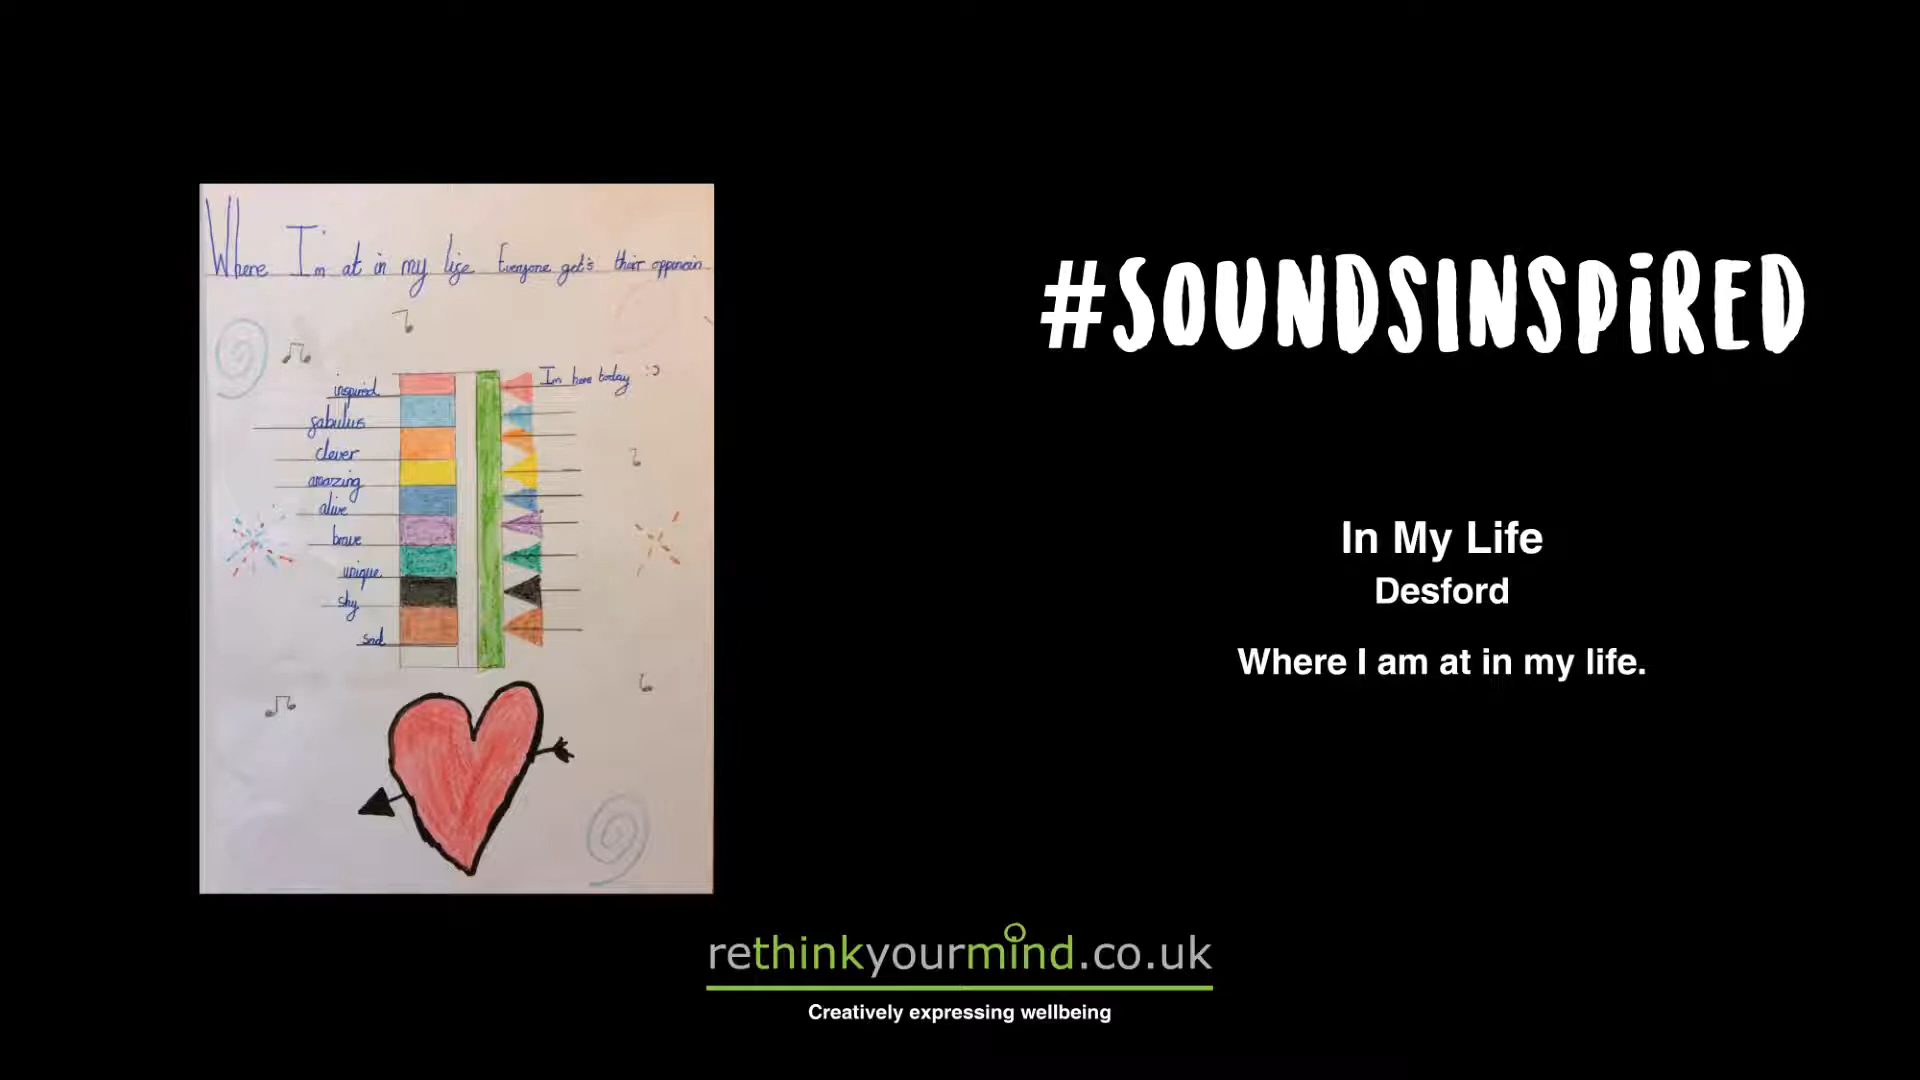 Where I'm at in my life Everyone get's their
#SOUNDSINSPiRED
I'm here today :)
inspired
fabulus
clever
amazing
alive
brave
unique
shy
sad
In My Life
Desford
Where I am at in my life.
rethinkyourmind.co.uk
Creatively expressing wellbeing